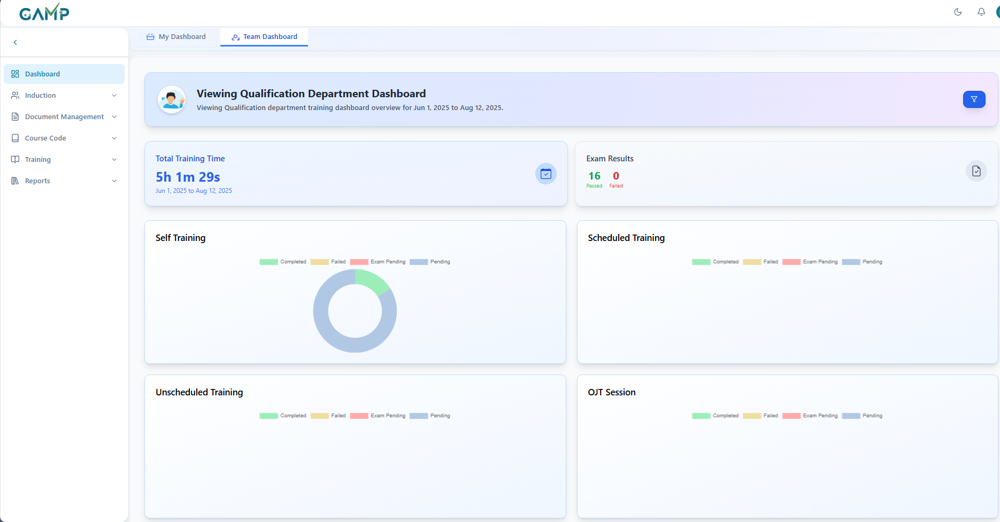 GAMP
My Dashboard
Team Dashboard
Dashboard
Induction
Document Management
Course Code
Training
Reports
Viewing Qualification Department Dashboard
Viewing Qualification department training dashboard overview for Jun 1, 2025 to Aug 12, 2025.
Total Training Time
5h 1m 29s
Jun 1, 2025 to Aug 12, 2025
Exam Results
16 0
Passed Failed
Self Training
Completed Failed Exam Pending Pending
Scheduled Training
Completed Failed Exam Pending Pending
Unscheduled Training
Completed Failed Exam Pending Pending
OJT Session
Completed Failed Exam Pending Pending